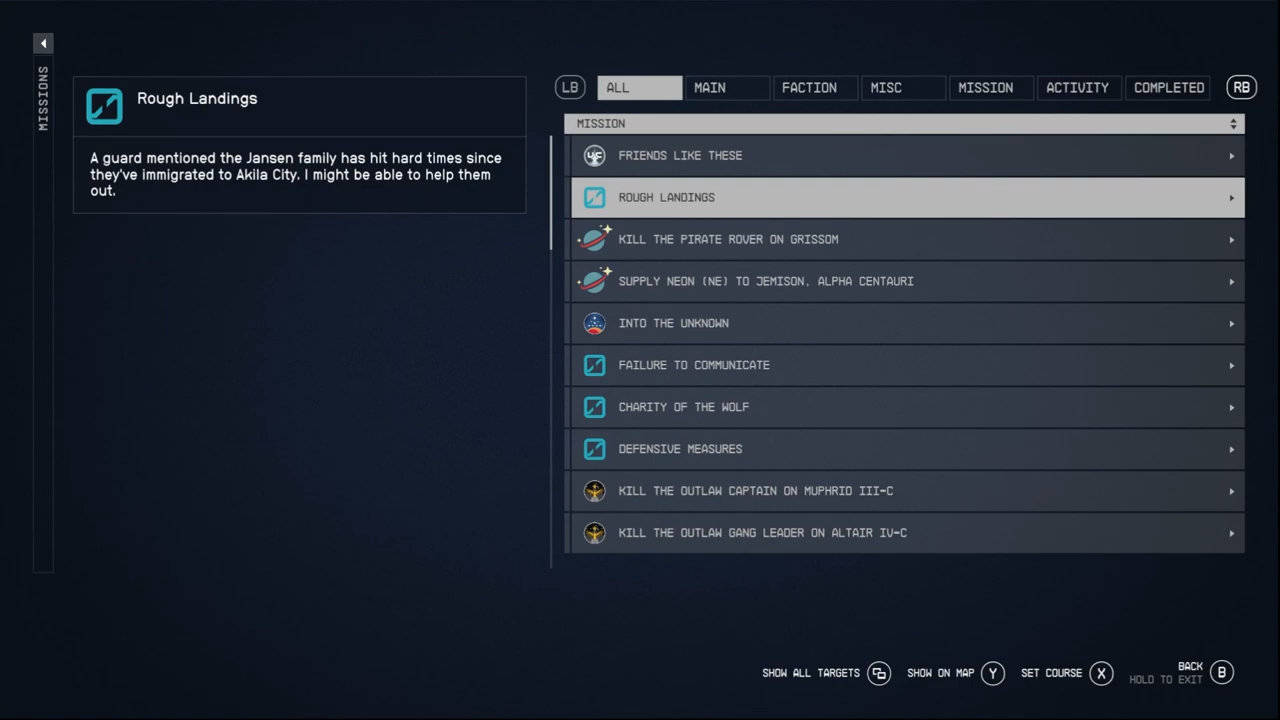 MISSIONS
Rough Landings
A guard mentioned the Jansen family has hit hard times since
they've immigrated to Akila City. I might be able to help them
out.
LB
ALL
MAIN
FACTION
MISC
MISSION
ACTIVITY
COMPLETED
RB
MISSION
UC
FRIENDS LIKE THESE
ROUGH LANDINGS
KILL THE PIRATE ROVER ON GRISSOM
SUPPLY NEON (NE) TO JEMISON, ALPHA CENTAURI
INTO THE UNKNOWN
FAILURE TO COMMUNICATE
CHARITY OF THE WOLF
DEFENSIVE MEASURES
KILL THE OUTLAW CAPTAIN ON MUPHRID III-C
KILL THE OUTLAW GANG LEADER ON ALTAIR IV-C
SHOW ALL TARGETS
SHOW ON MAP Y
SET COURSE X
BACK B
HOLD TO EXIT